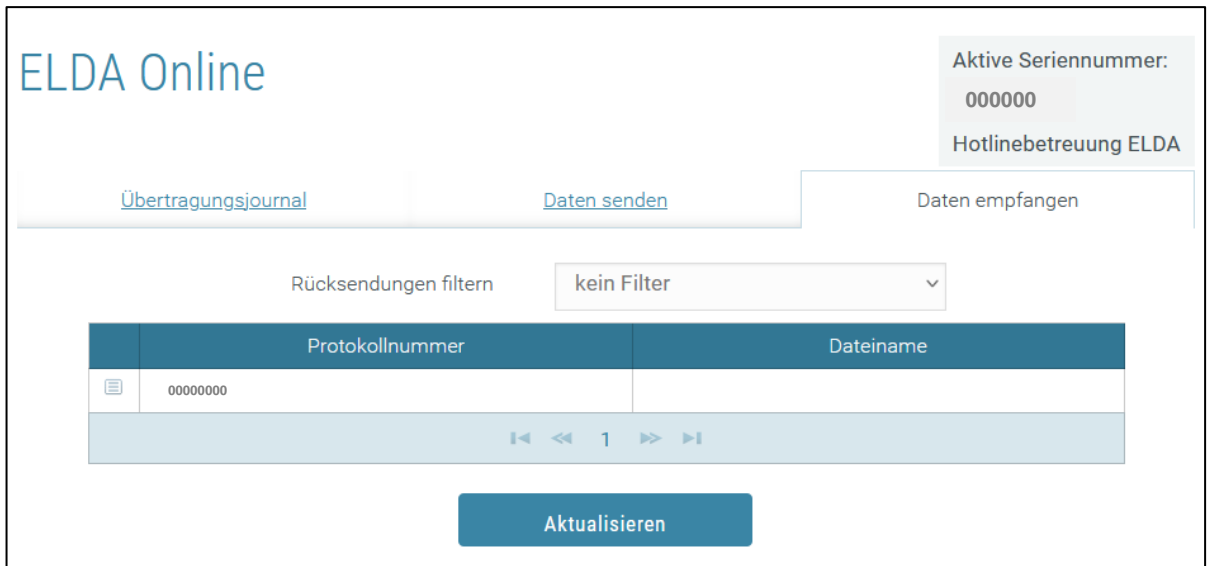 ELDA Online
Aktive Seriennummer:
000000
Hotlinebetreuung ELDA
Übertragungsjournal
Daten senden
Daten empfangen
Rücksendungen filtern
kein Filter
Protokollnummer
Dateiname
00000000
1
Aktualisieren